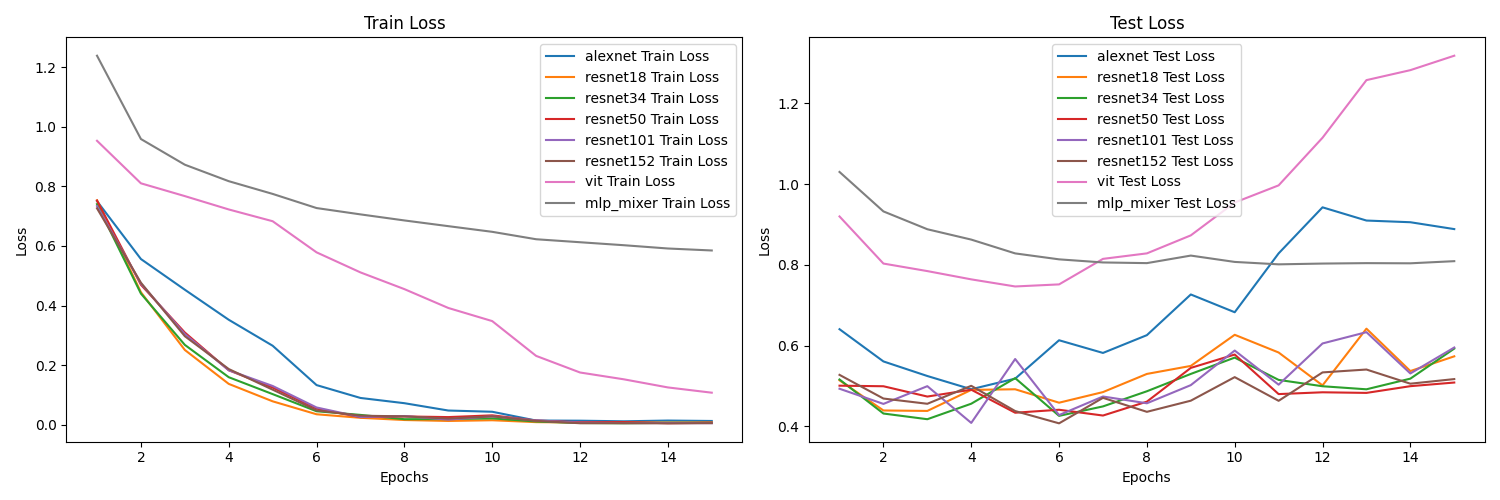 Train Loss
1.2
1.0
0.8
0.6
0.4
0.2
0.0
Loss
2 4 6 8 10 12 14
Epochs
alexnet Train Loss
resnet18 Train Loss
resnet34 Train Loss
resnet50 Train Loss
resnet101 Train Loss
resnet152 Train Loss
vit Train Loss
mlp_mixer Train Loss
Test Loss
1.2
1.0
0.8
0.6
0.4
Loss
2 4 6 8 10 12 14
Epochs
alexnet Test Loss
resnet18 Test Loss
resnet34 Test Loss
resnet50 Test Loss
resnet101 Test Loss
resnet152 Test Loss
vit Test Loss
mlp_mixer Test Loss